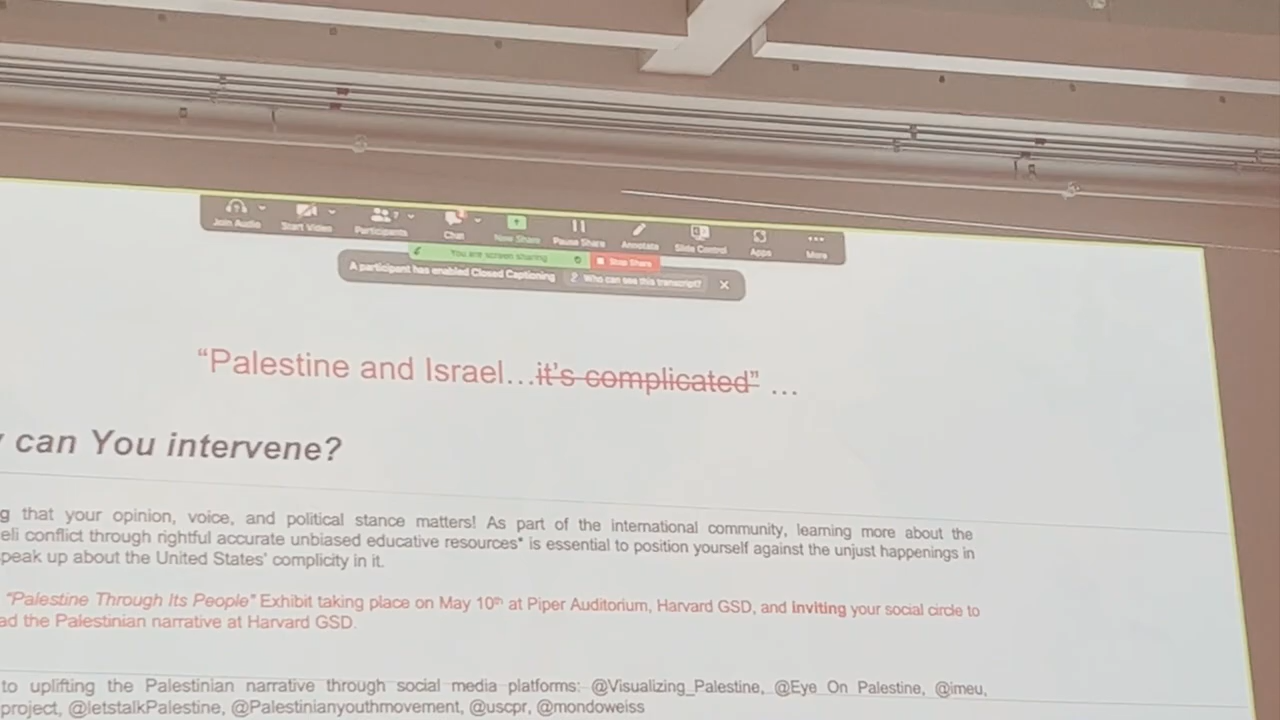 Join Audio Start Video Participants 7 Chat New Share Pause Share Annotate Slide Control Apps More
You are screen sharing Stop Share
A participant has enabled Closed Captioning Who can see this transcript?
“Palestine and Israel…it's complicated” …
can You intervene?
g that your opinion, voice, and political stance matters! As part of the international community, learning more about the
eli conflict through rightful accurate unbiased educative resources* is essential to position yourself against the unjust happenings in
peak up about the United States' complicity in it.
“Palestine Through Its People” Exhibit taking place on May 10th at Piper Auditorium, Harvard GSD, and inviting your social circle to
ad the Palestinian narrative at Harvard GSD.
to uplifting the Palestinian narrative through social media platforms: @Visualizing_Palestine, @Eye_On_Palestine, @imeu,
project, @letstalkPalestine, @Palestinianyouthmovement, @uscpr, @mondoweiss